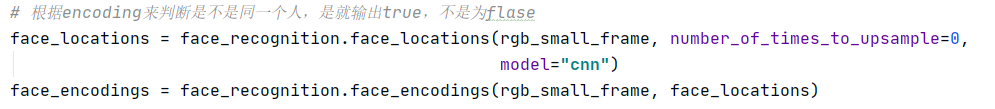 # 根据encoding来判断是不是同一个人，是就输出true，不是为flase
face_locations = face_recognition.face_locations(rgb_small_frame, number_of_times_to_upsample=0,
model="cnn")
face_encodings = face_recognition.face_encodings(rgb_small_frame, face_locations)